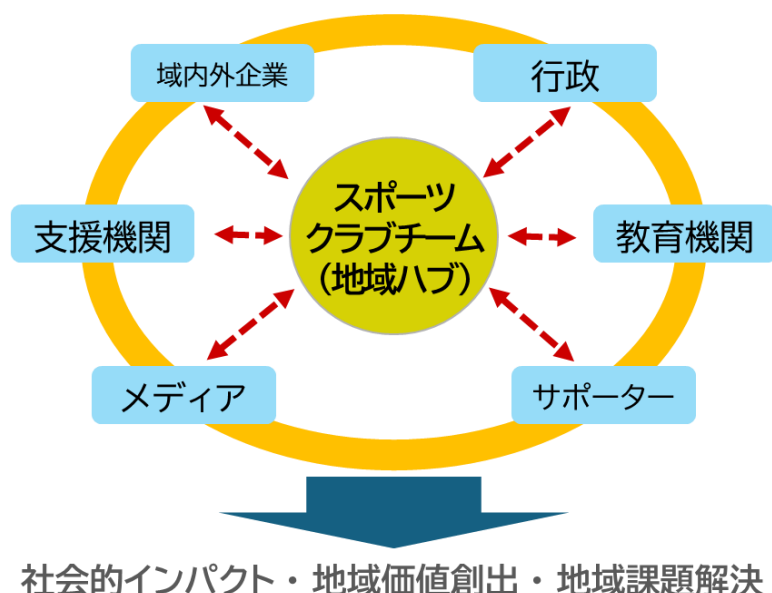 域内外企業
行政
スポーツ
クラブチーム
（地域ハブ）
支援機関
教育機関
メディア
サポーター
社会的インパクト・地域価値創出・地域課題解決